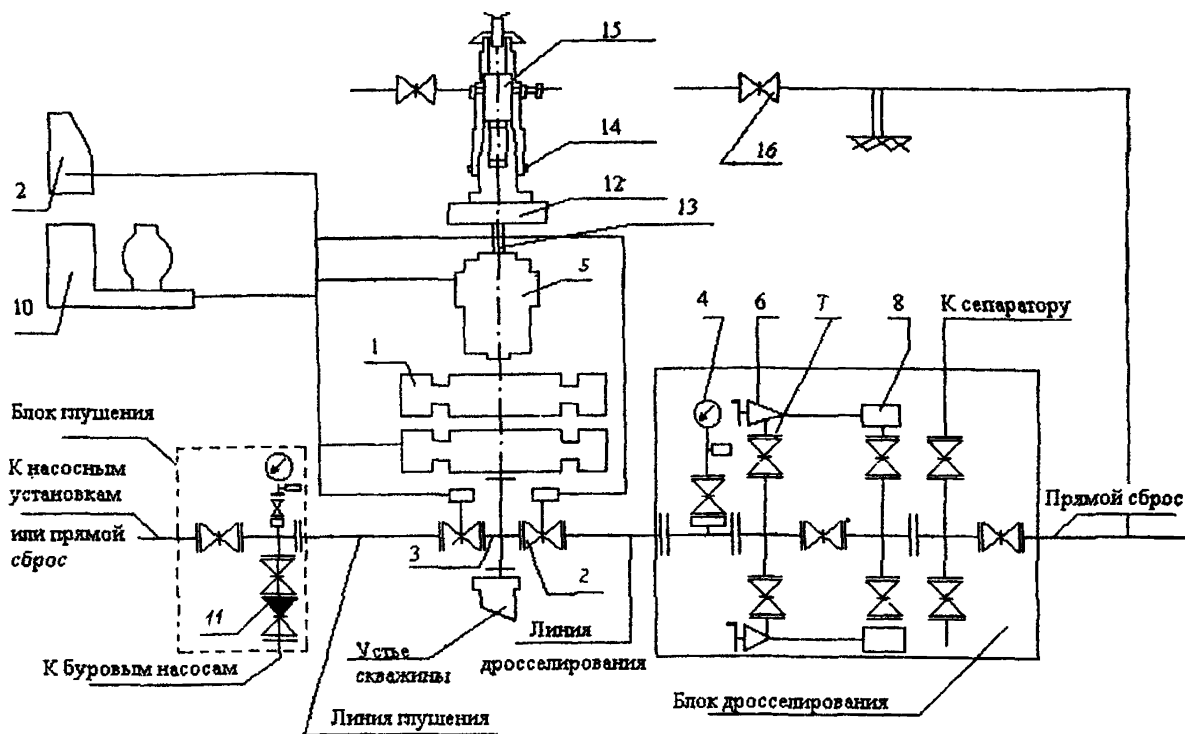 15
14
16
2
12
13
5
10
4
6
7
8
К сепаратору
1
Блок глушения
К насосным
установкам
или прямой
сброс
Прямой сброс
3
2
11
Устье
скважины
Линия
дросселирования
К буровым насосам
Линия глушения
Блок дросселирования